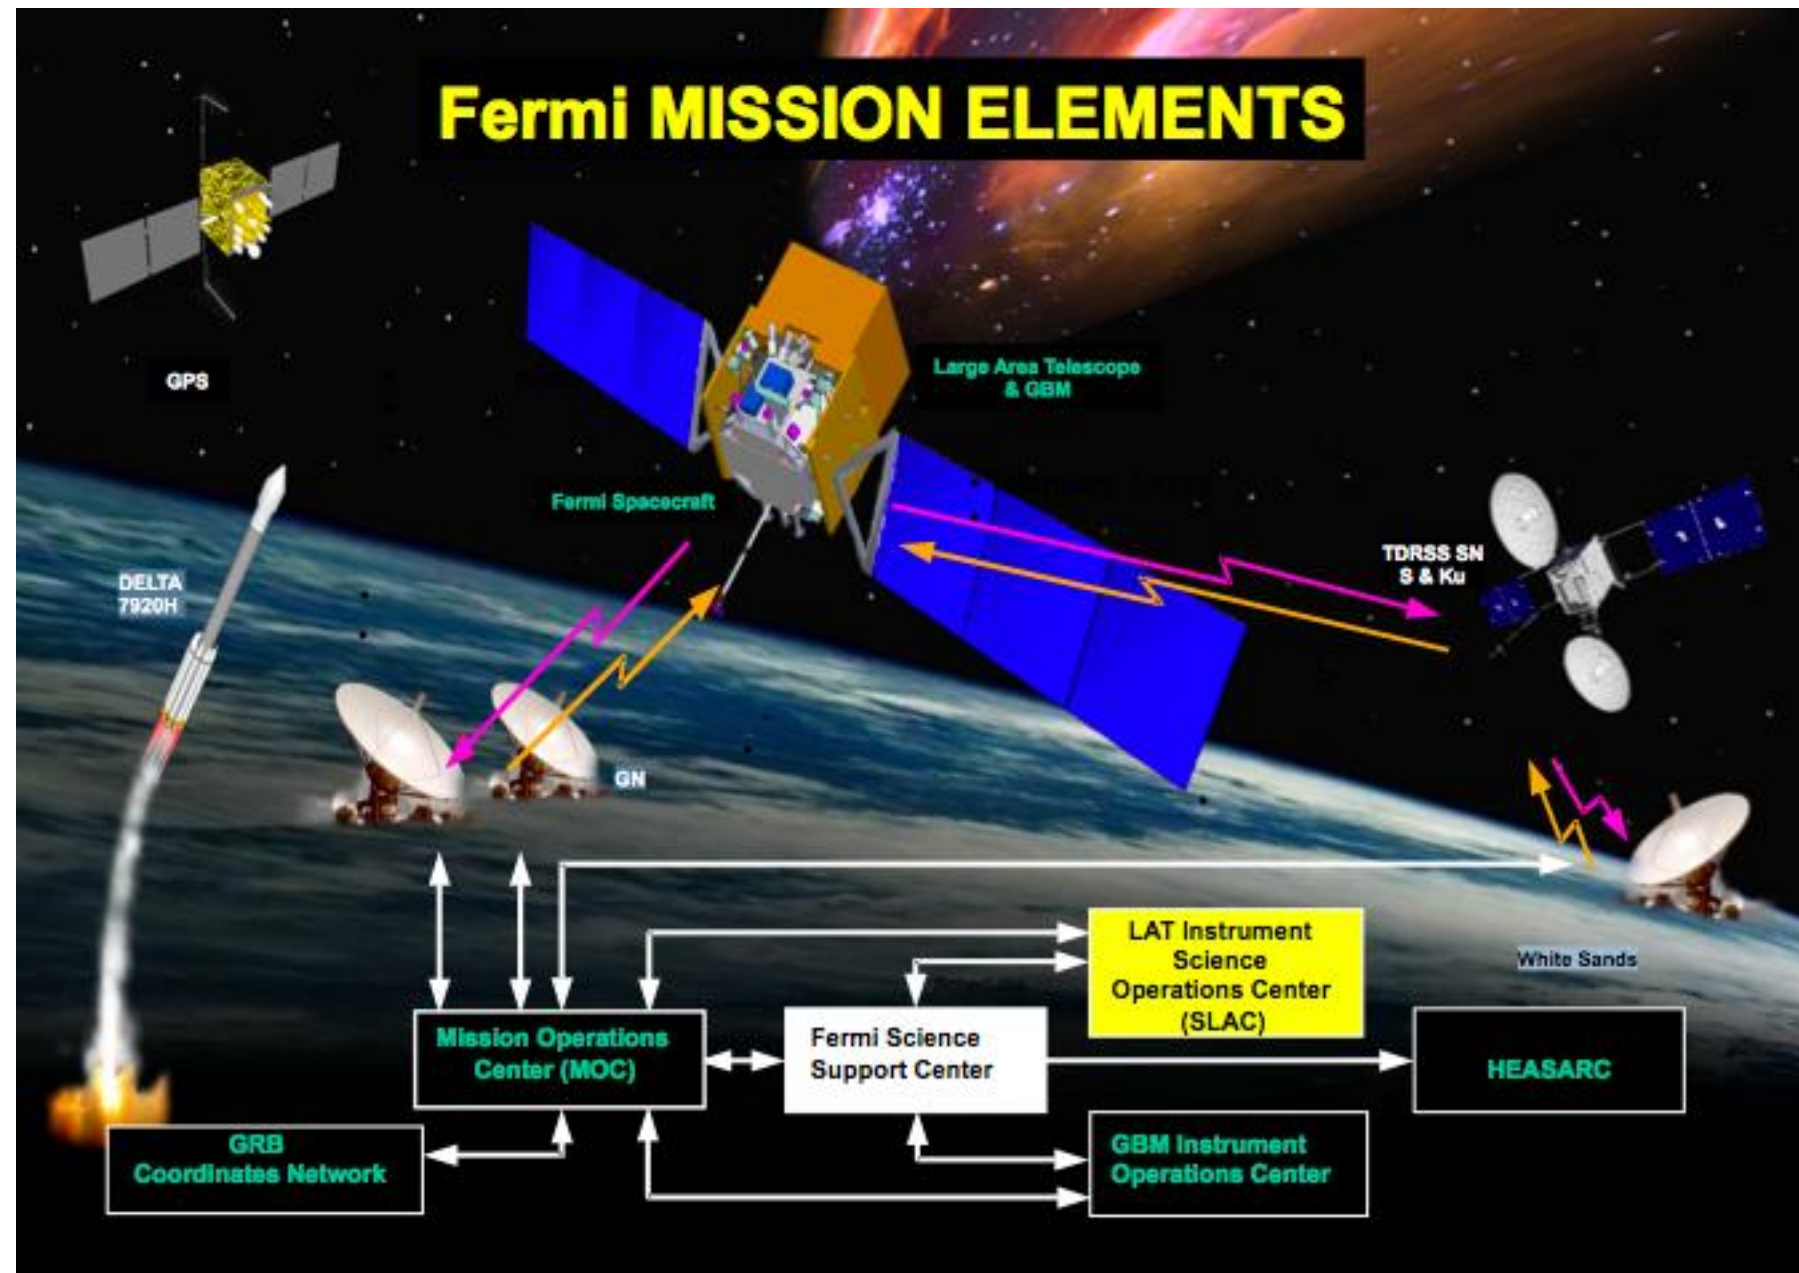 Fermi MISSION ELEMENTS
GPS
Large Area Telescope
& GBM
Fermi Spacecraft
TDRSS SN
S & Ku
DELTA
7920H
GN
LAT Instrument
Science
Operations Center
(SLAC)
White Sands
Mission Operations
Center (MOC)
Fermi Science
Support Center
HEASARC
GRB
Coordinates Network
GBM Instrument
Operations Center